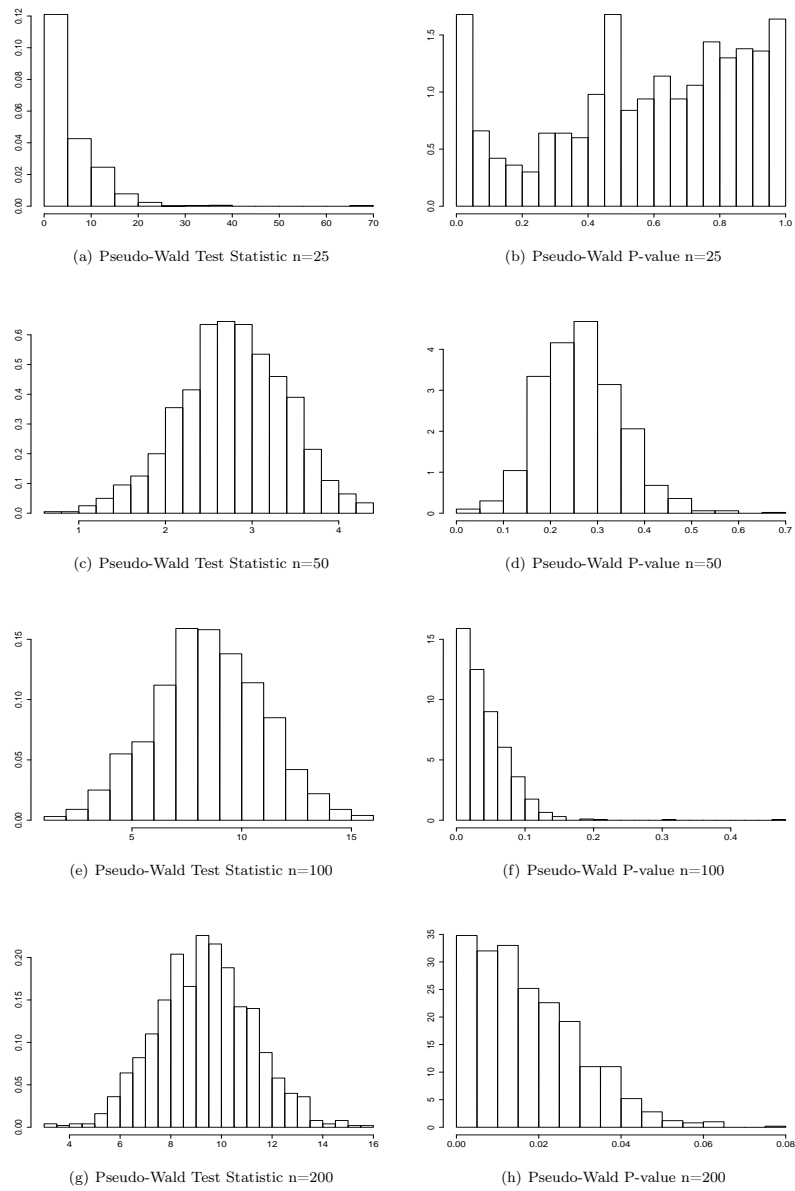 0.00 0.02 0.04 0.06 0.08 0.10 0.12
0 10 20 30 40 50 60 70
(a) Pseudo-Wald Test Statistic n=25
0.0 0.5 1.0 1.5
0.0 0.2 0.4 0.6 0.8 1.0
(b) Pseudo-Wald P-value n=25
0.0 0.1 0.2 0.3 0.4 0.5 0.6
1 2 3 4
(c) Pseudo-Wald Test Statistic n=50
0 1 2 3 4
0.0 0.1 0.2 0.3 0.4 0.5 0.6 0.7
(d) Pseudo-Wald P-value n=50
0.00 0.05 0.10 0.15
5 10 15
(e) Pseudo-Wald Test Statistic n=100
0 5 10 15
0.0 0.1 0.2 0.3 0.4
(f) Pseudo-Wald P-value n=100
0.00 0.05 0.10 0.15 0.20
4 6 8 10 12 14 16
(g) Pseudo-Wald Test Statistic n=200
0 5 10 15 20 25 30 35
0.00 0.02 0.04 0.06 0.08
(h) Pseudo-Wald P-value n=200